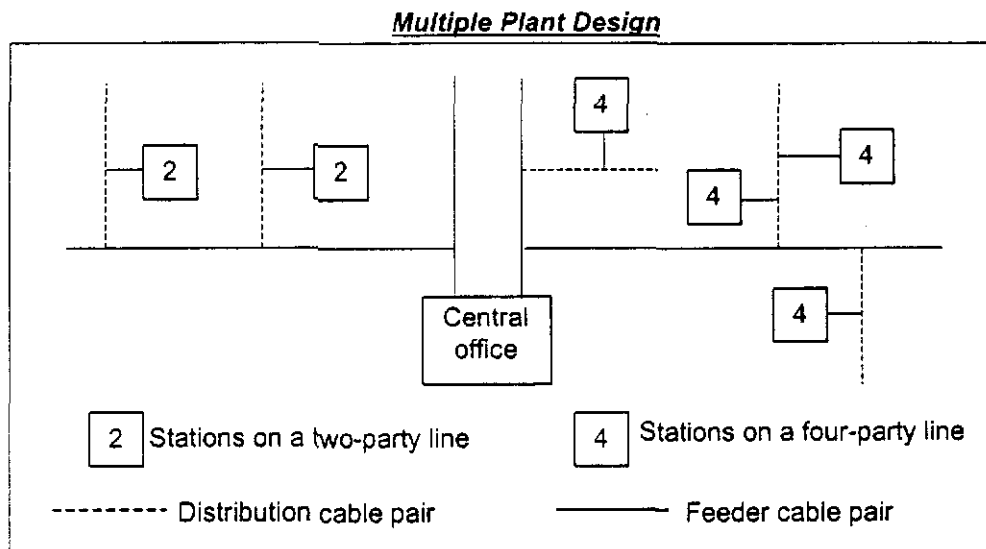 Multiple Plant Design
4
4
2
2
4
4
Central
office
2 Stations on a two-party line
4 Stations on a four-party line
Distribution cable pair
Feeder cable pair